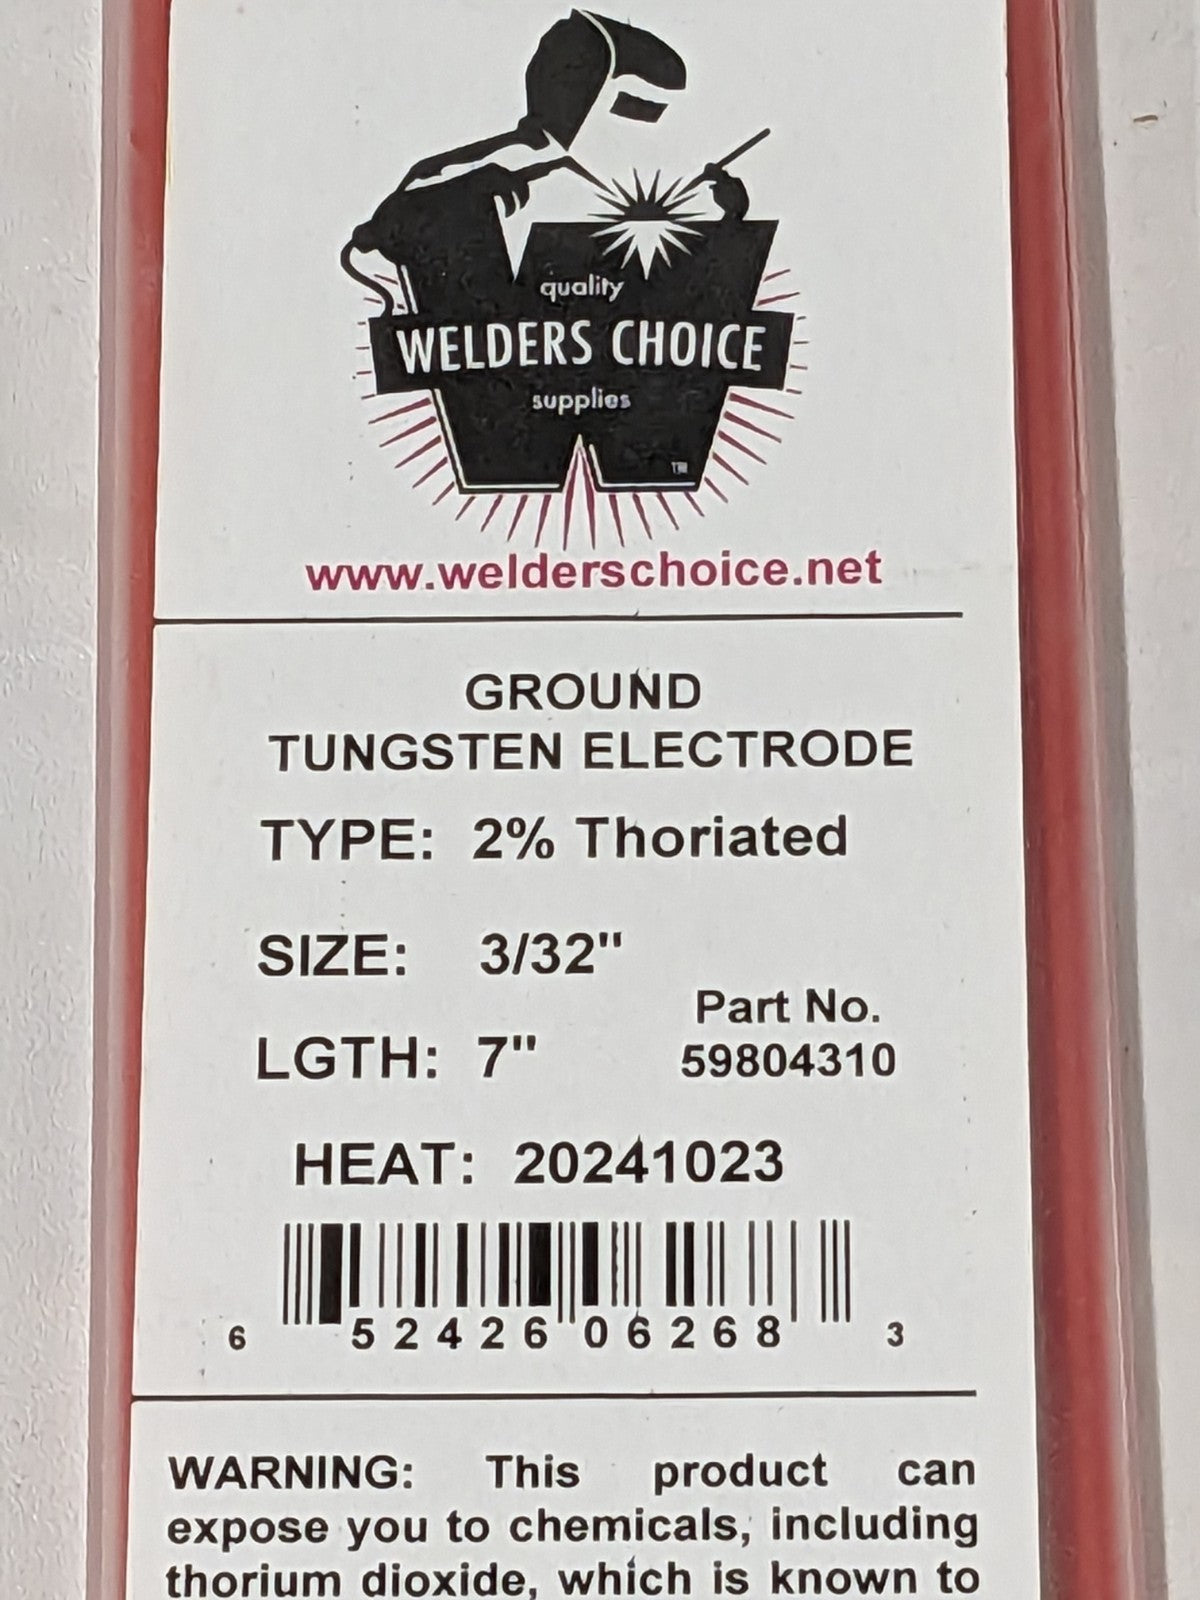 quality
WELDERS CHOICE
supplies
TM
www.welderschoice.net
GROUND
TUNGSTEN ELECTRODE
TYPE: 2% Thoriated
SIZE: 3/32"
Part No.
LGTH: 7" 59804310
HEAT: 20241023
6 52426 06268 3
WARNING: This product can
expose you to chemicals, including
thorium dioxide, which is known to